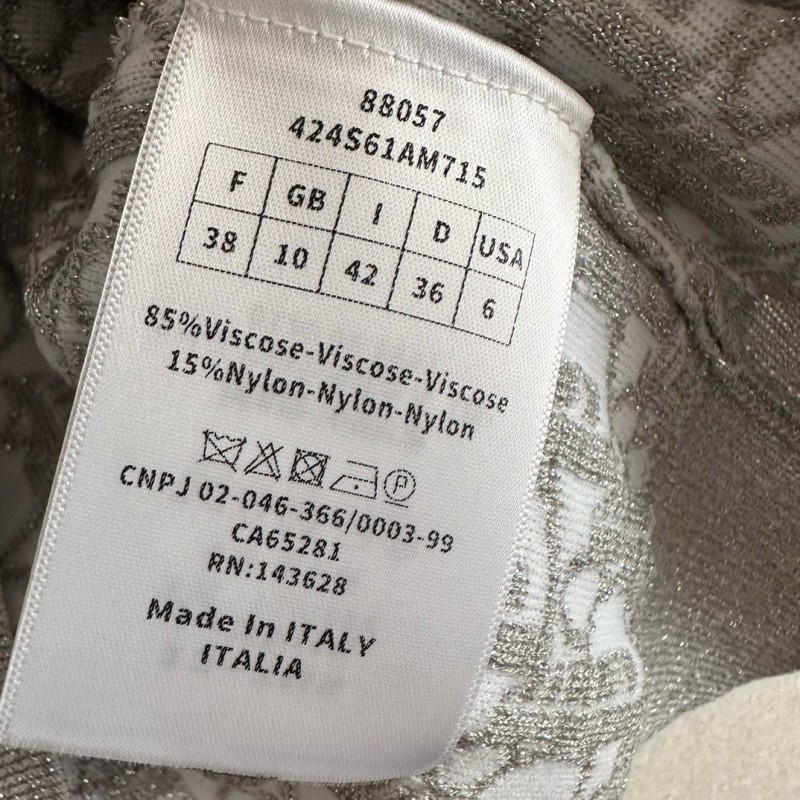 88057
424S61AM715
F GB I D USA
38 10 42 36 6
85%Viscose-Viscose-Viscose
15%Nylon-Nylon-Nylon
P
CNPJ 02-046-366/0003-99
CA65281
RN:143628
Made In ITALY
ITALIA